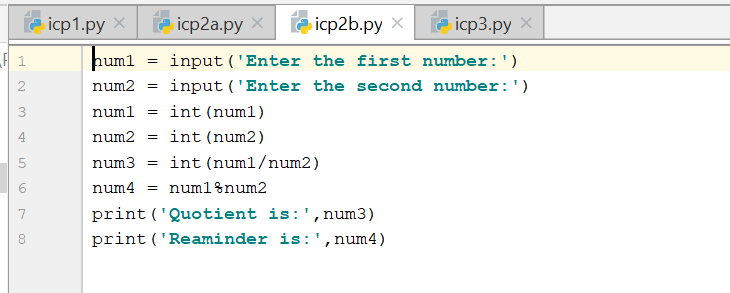 icp1.py icp2a.py icp2b.py icp3.py
1 num1 = input('Enter the first number:')
2 num2 = input('Enter the second number:')
3 num1 = int(num1)
4 num2 = int(num2)
5 num3 = int(num1/num2)
6 num4 = num1%num2
7 print('Quotient is:',num3)
8 print('Reaminder is:',num4)